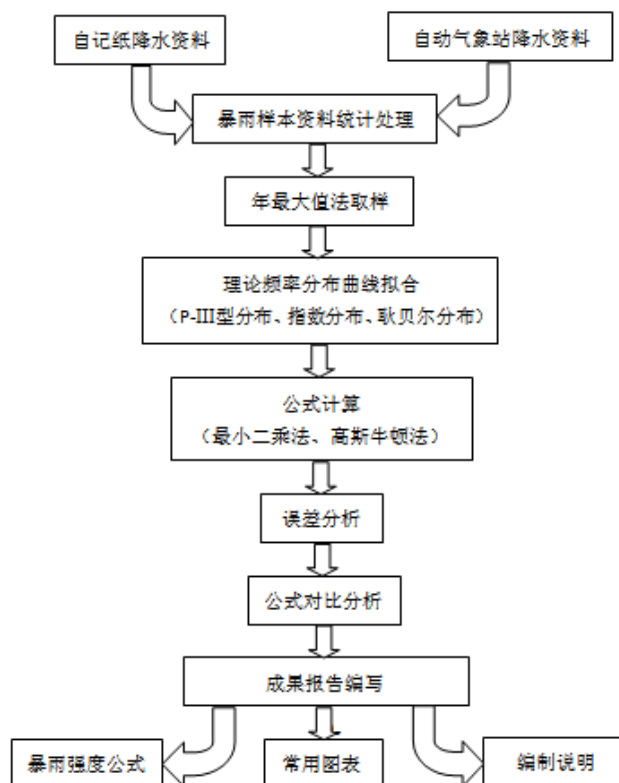 自记纸降水资料
自动气象站降水资料
暴雨样本资料统计处理
年最大值法取样
理论频率分布曲线拟合
（P-III型分布、指数分布、耿贝尔分布）
公式计算
（最小二乘法、高斯牛顿法）
误差分析
公式对比分析
成果报告编写
暴雨强度公式
常用图表
编制说明